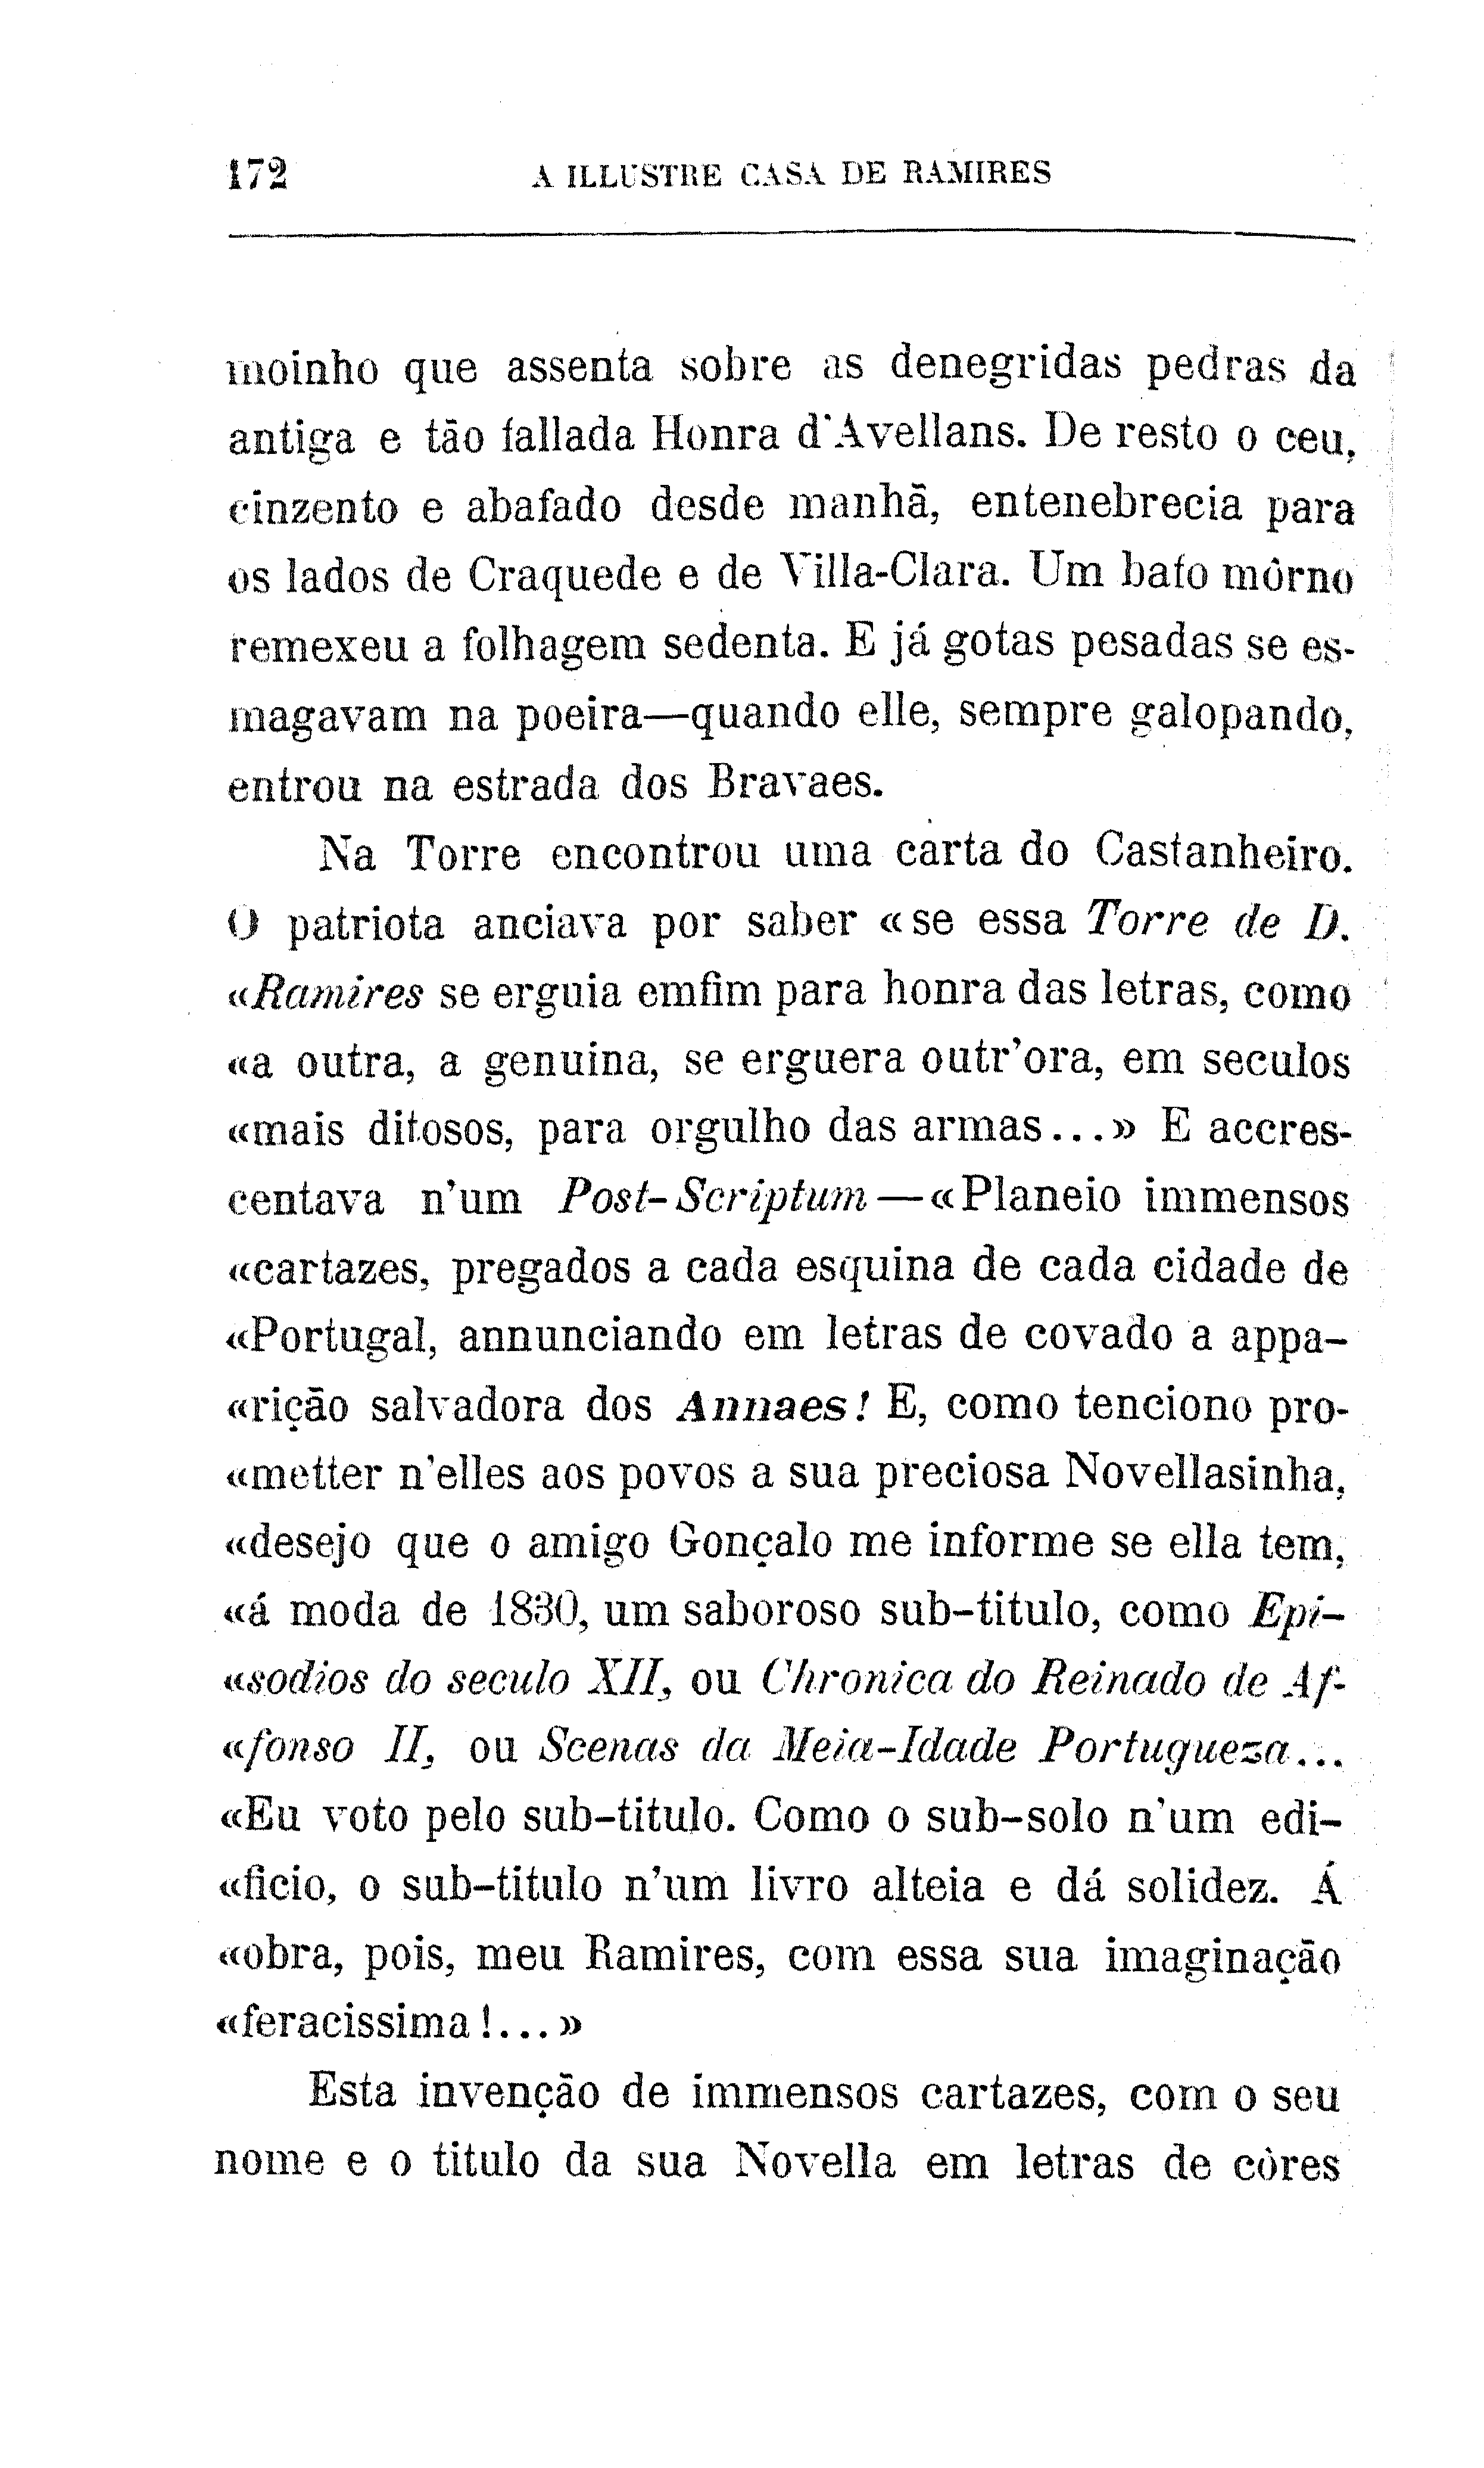 172 A ILLUSTRE CASA DE RAMIRES
moinho que assenta sobre as denegridas pedras da
antiga e tão fallada Honra d'Avellans. De resto o ceu,
cinzento e abafado desde manhã, entenebrecia para
os lados de Craquede e de Villa-Clara. Um bafo môrno
remexeu a folhagem sedenta. E já gotas pesadas se es-
magavam na poeira—quando elle, sempre galopando,
entrou na estrada dos Bravaes.
Na Torre encontrou uma carta do Castanheiro.
O patriota anciava por saber «se essa Torre de D.
«Ramires se erguia emfim para honra das letras, como
«a outra, a genuina, se erguera outr'ora, em seculos
«mais ditosos, para orgulho das armas...» E accres-
centava n'um Post-Scriptum—«Planeio immensos
«cartazes, pregados a cada esquina de cada cidade de
«Portugal, annunciando em letras de covado a appa-
«rição salvadora dos Annaes! E, como tenciono pro-
«metter n'elles aos povos a sua preciosa Novellasinha,
«desejo que o amigo Gonçalo me informe se ella tem,
«á moda de 1830, um saboroso sub-titulo, como Epi-
«sodios do seculo XII, ou Chronica do Reinado de Af-
«fonso II, ou Scenas da Meia-Idade Portugueza...
«Eu voto pelo sub-titulo. Como o sub-solo n'um edi-
«ficio, o sub-titulo n'um livro alteia e dá solidez. Á
«obra, pois, meu Ramires, com essa sua imaginação
«feracissima!...»
Esta invenção de immensos cartazes, com o seu
nome e o titulo da sua Novella em letras de côres